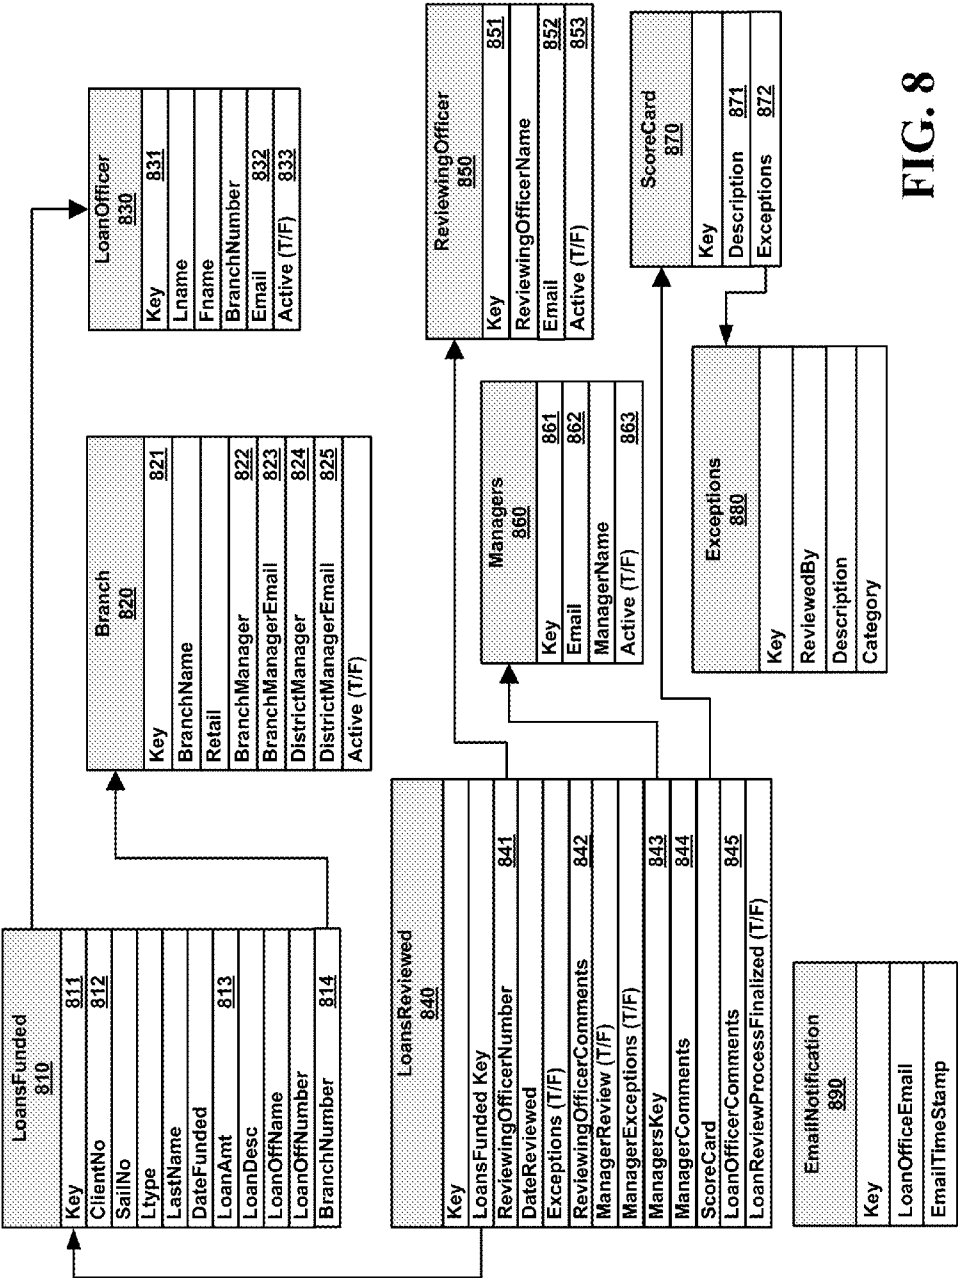 LoansFunded
810
Key 811
ClientNo 812
SailNo
Ltype
LastName
DateFunded
LoanAmt 813
LoanDesc
LoanOffName
LoanOffNumber
BranchNumber 814
Branch
820
Key 821
BranchName
Retail
BranchManager 822
BranchManagerEmail 823
DistrictManager 824
DistrictManagerEmail 825
Active (T/F)
LoanOfficer
830
Key 831
Lname
Fname
BranchNumber
Email 832
Active (T/F) 833
LoansReviewed
840
Key
LoansFunded Key
ReviewingOfficerNumber 841
DateReviewed
Exceptions (T/F)
ReviewingOfficerComments 842
ManagerReview (T/F)
ManagerExceptions (T/F)
ManagersKey 843
ManagerComments 844
ScoreCard
LoanOfficerComments 845
LoanReviewProcessFinalized (T/F)
Managers
860
Key 861
Email 862
ManagerName
Active (T/F) 863
ReviewingOfficer
850
Key 851
ReviewingOfficerName
Email 852
Active (T/F) 853
ScoreCard
870
Key
Description 871
Exceptions 872
Exceptions
880
Key
ReviewedBy
Description
Category
EmailNotification
890
Key
LoanOfficeEmail
EmailTimeStamp
FIG. 8